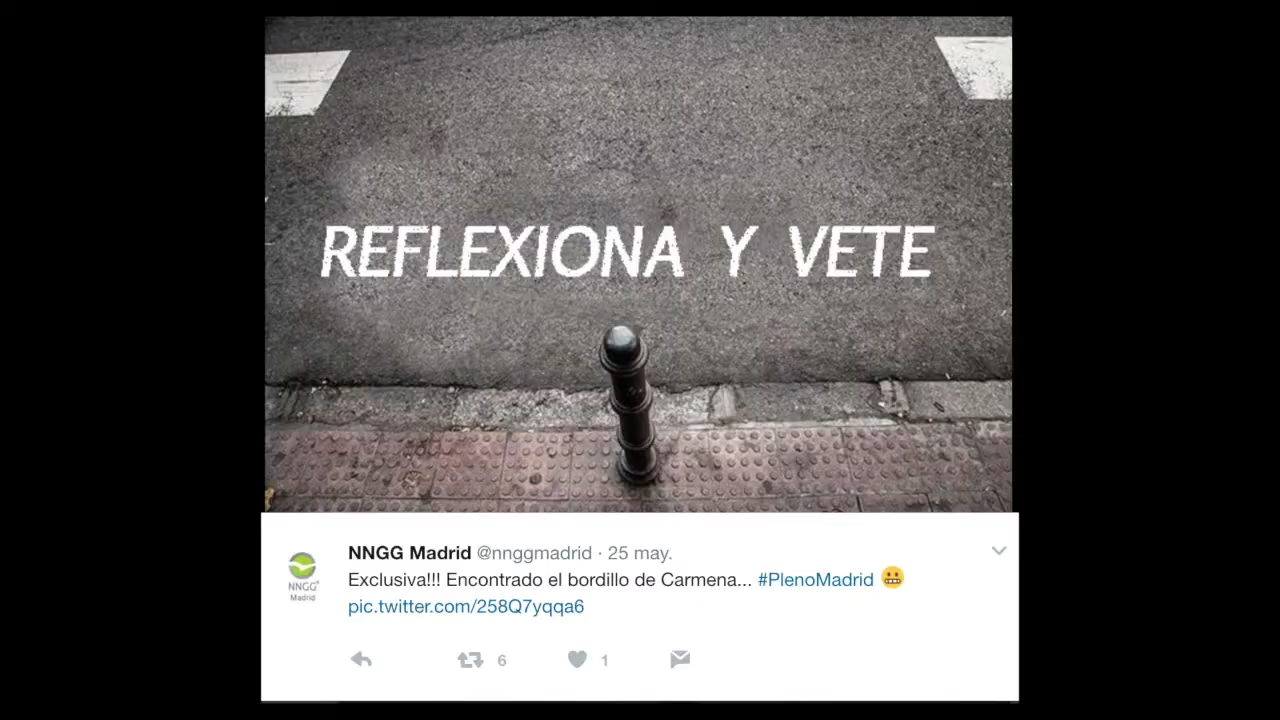 REFLEXIONA Y VETE
NNGG Madrid @nnggmadrid · 25 may.
NNGG
Madrid
Exclusiva!!! Encontrado el bordillo de Carmena... #PlenoMadrid 😬
pic.twitter.com/258Q7yqqa6
6
1